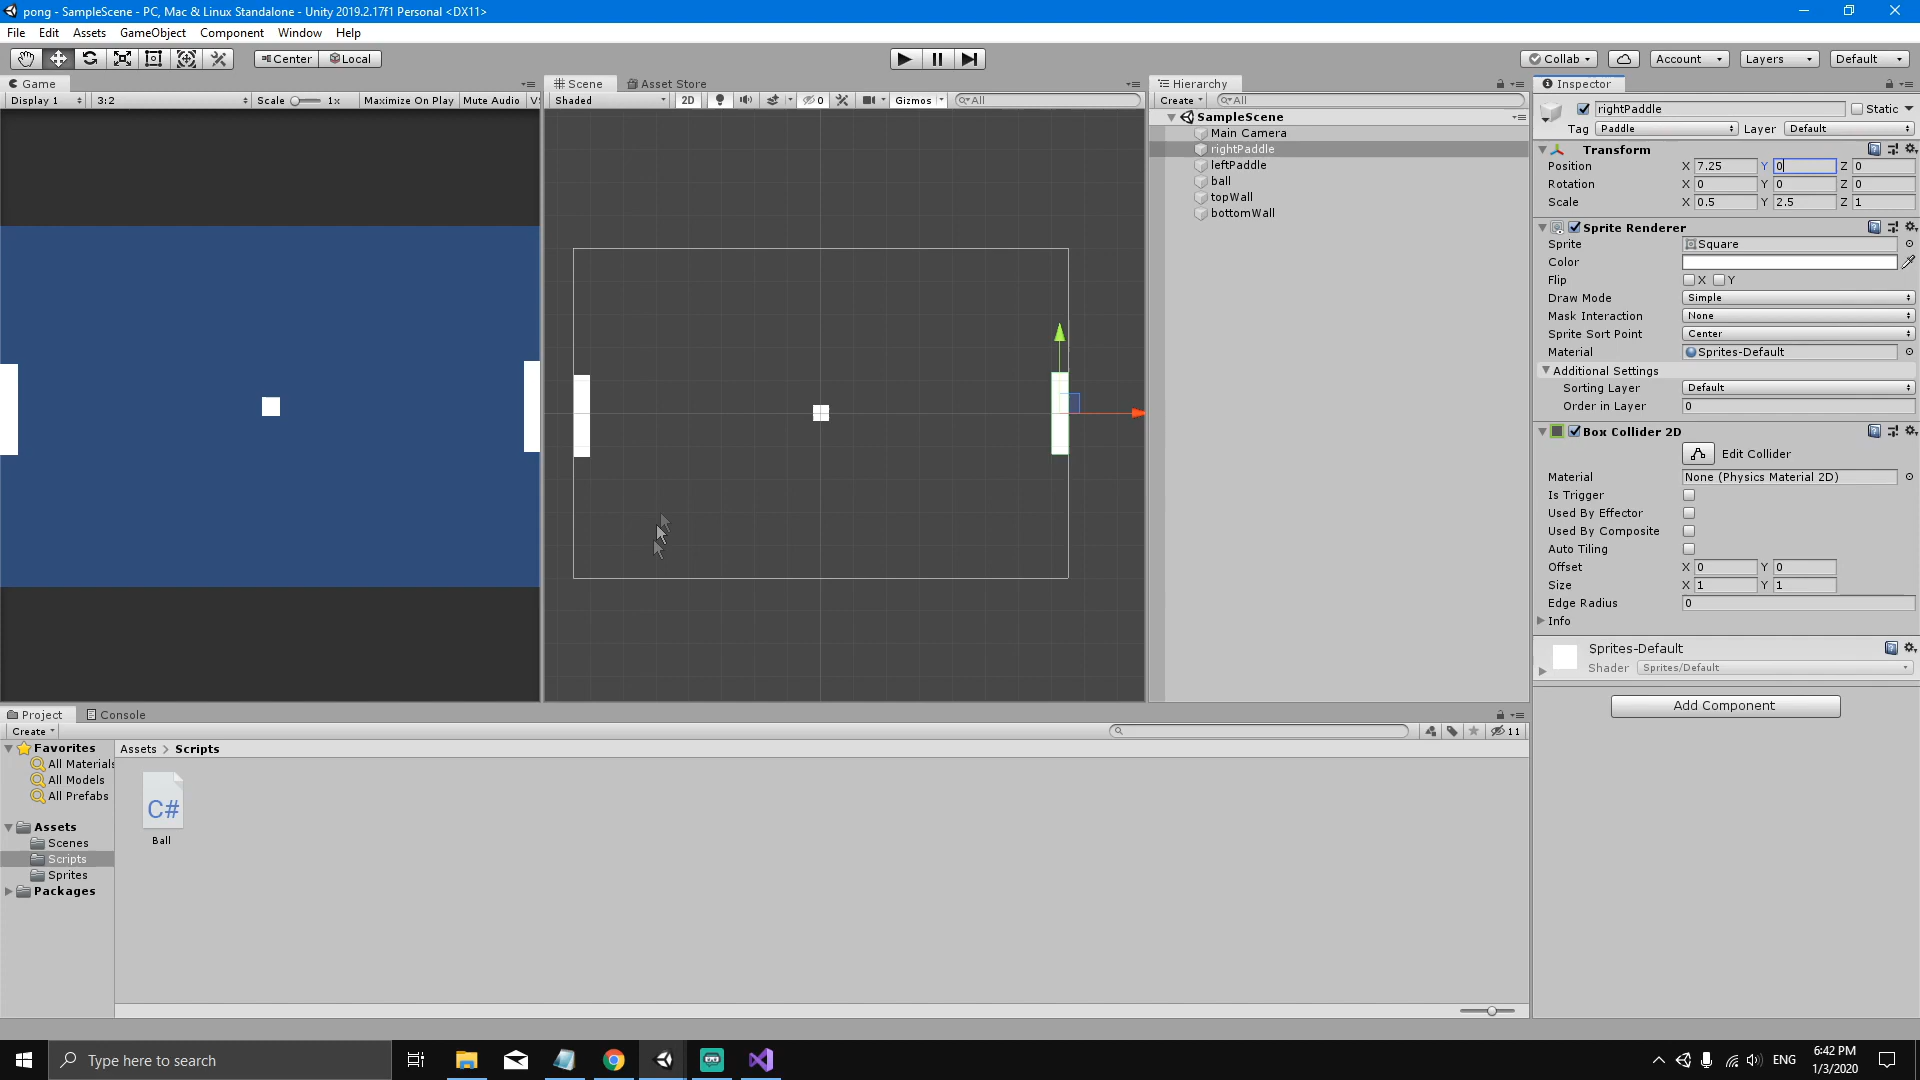 pong - SampleScene - PC, Mac & Linux Standalone - Unity 2019.2.17f1 Personal <DX11>
File Edit Assets GameObject Component Window Help
Center Local Collab Account Layers Default
Game Scene Asset Store Hierarchy Inspector
Display 1 3:2 Scale 1x Maximize On Play Mute Audio Shaded 2D 0 Gizmos All Create All
rightPaddle Static
Tag Paddle Layer Default
SampleScene
Main Camera
rightPaddle
leftPaddle
ball
topWall
bottomWall
Transform
Position X 7.25 Y 0 Z 0
Rotation X 0 Y 0 Z 0
Scale X 0.5 Y 2.5 Z 1
Sprite Renderer
Sprite Square
Color
Flip X Y
Draw Mode Simple
Mask Interaction None
Sprite Sort Point Center
Material Sprites-Default
Additional Settings
Sorting Layer Default
Order in Layer 0
Box Collider 2D
Edit Collider
Material None (Physics Material 2D)
Is Trigger
Used By Effector
Used By Composite
Auto Tiling
Offset X 0 Y 0
Size X 1 Y 1
Edge Radius 0
Info
Sprites-Default
Shader Sprites/Default
Add Component
Project Console
Create 11
Favorites
All Materials
All Models
All Prefabs
Assets
Scenes
Scripts
Sprites
Packages
Assets > Scripts
C#
Ball
Type here to search
ENG
6:42 PM
1/3/2020